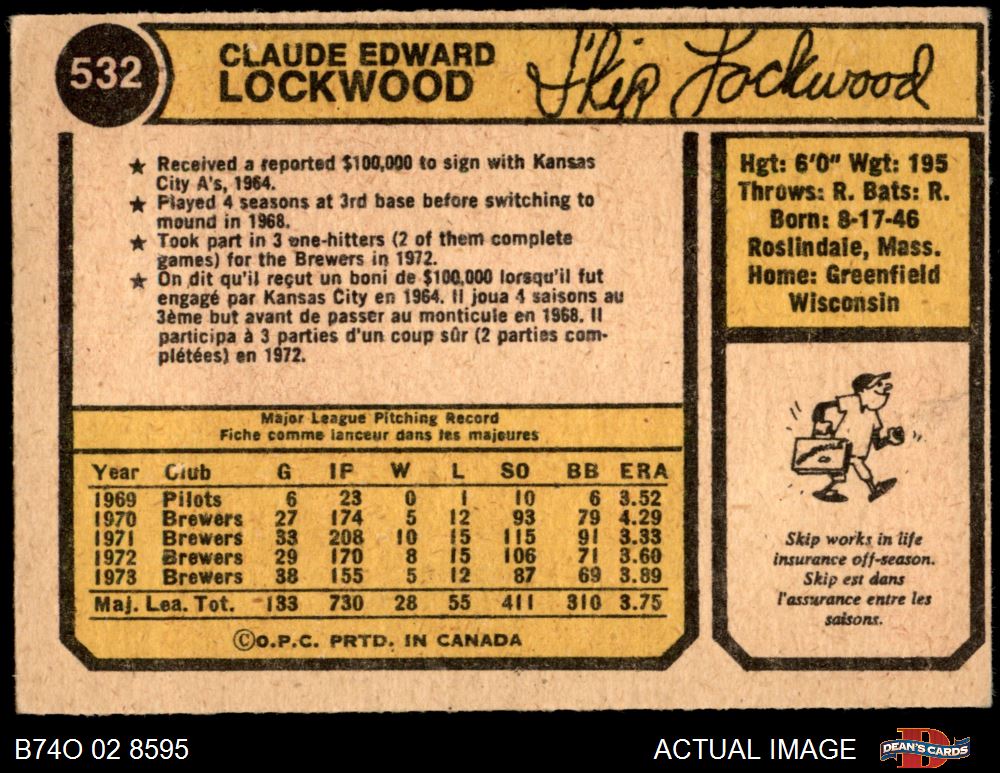 532
CLAUDE EDWARD
LOCKWOOD
Skip Lockwood
★ Received a reported $100,000 to sign with Kansas
City A's, 1964.
★ Played 4 seasons at 3rd base before switching to
mound in 1968.
★ Took part in 3 one-hitters (2 of them complete
games) for the Brewers in 1972.
★ On dit qu'il reçut un boni de $100,000 lorsqu'il fut
engagé par Kansas City en 1964. Il joua 4 saisons au
3ème but avant de passer au monticule en 1968. Il
participa à 3 parties d'un coup sûr (2 parties com-
plétées) en 1972.
Hgt: 6'0" Wgt: 195
Throws: R. Bats: R.
Born: 8-17-46
Roslindale, Mass.
Home: Greenfield
Wisconsin
Major League Pitching Record
Fiche comme lanceur dans les majeures
Year Club G IP W L SO BB ERA
1969 Pilots 6 23 0 1 10 6 3.52
1970 Brewers 27 174 5 12 93 79 4.29
1971 Brewers 33 208 10 15 115 91 3.33
1972 Brewers 29 170 8 15 106 71 3.60
1973 Brewers 38 155 5 12 87 69 3.89
Maj. Lea. Tot. 133 730 28 55 411 310 3.75
©O.P.C. PRTD. IN CANADA
Skip works in life
insurance off-season.
Skip est dans
l'assurance entre les
saisons.
B74O 02 8595
ACTUAL IMAGE
DEAN'S CARDS